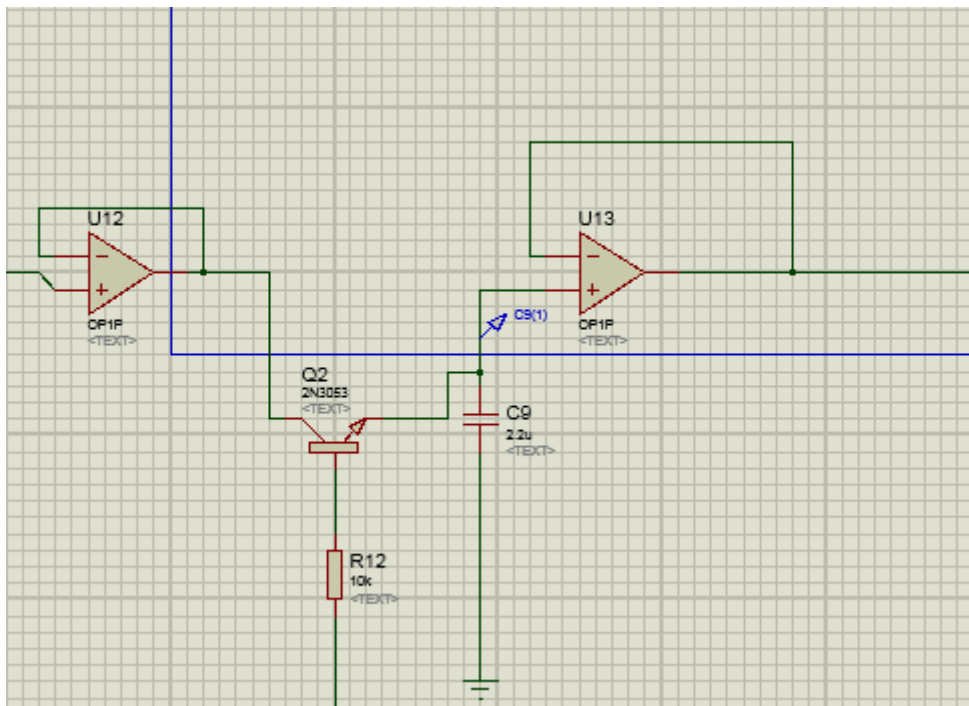 U12
-
+
OP1P
<TEXT>
U13
-
+
OP1P
<TEXT>
C9(1)
Q2
2N3053
<TEXT>
C9
2.2u
<TEXT>
R12
10k
<TEXT>